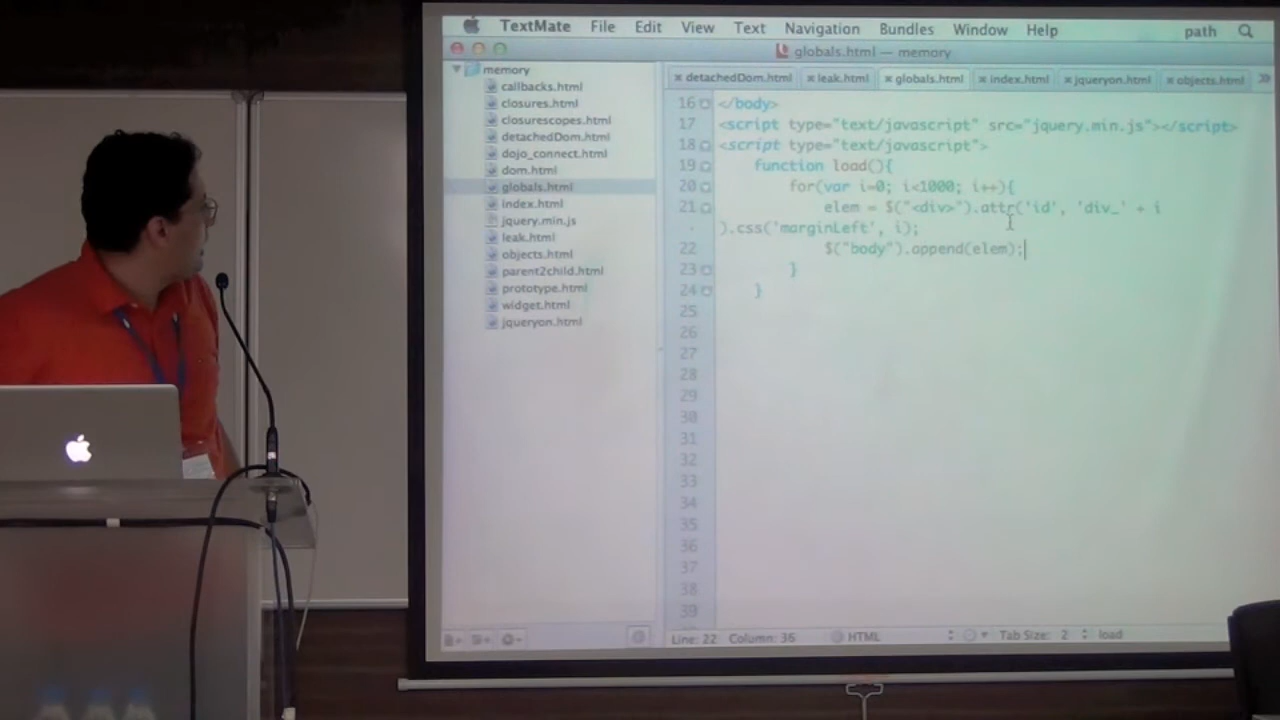 TextMate File Edit View Text Navigation Bundles Window Help path
globals.html — memory
memory
callbacks.html
closures.html
closurescopes.html
detachedDom.html
dojo_connect.html
dom.html
globals.html
index.html
jquery.min.js
leak.html
objects.html
parent2child.html
prototype.html
widget.html
jqueryon.html
detachedDom.html leak.html globals.html index.html jqueryon.html objects.html
16 </body>
17 <script type="text/javascript" src="jquery.min.js"></script>
18 <script type="text/javascript">
19 function load(){
20 for(var i=0; i<1000; i++){
21 elem = $("<div>").attr('id', 'div_' + i
).css('marginLeft', i);
22 $("body").append(elem);
23 }
24 }
25
26
27
28
29
30
31
32
33
34
35
36
37
38
39
Line: 22 Column: 36 HTML Tab Size: 2 load